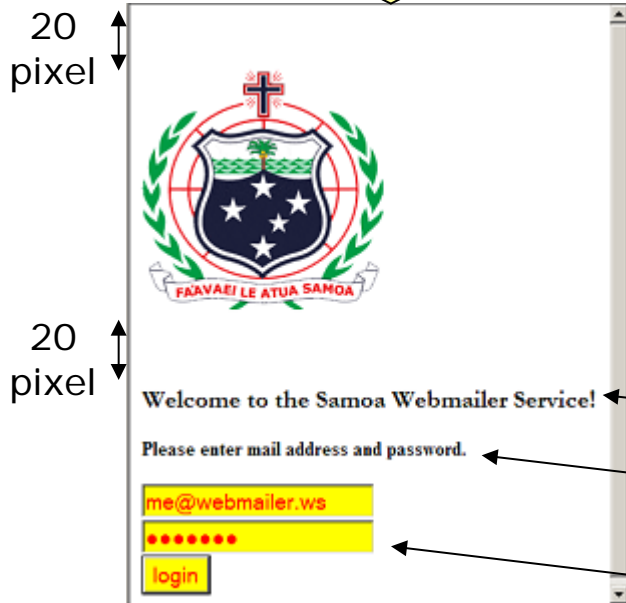 20
pixel
FA'AVAEI LE ATUA SAMOA
20
pixel
Welcome to the Samoa Webmailer Service!
Please enter mail address and password.
me@webmailer.ws
●●●●●●●
login